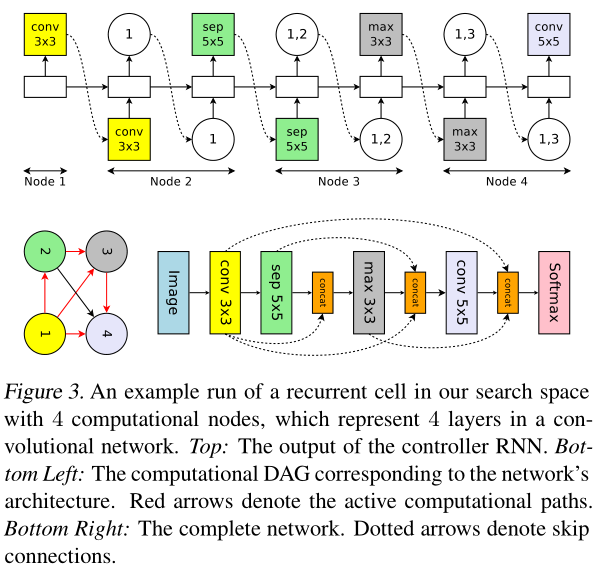 conv
3x3
1
sep
5x5
1,2
max
3x3
1,3
conv
5x5
conv
3x3
1
sep
5x5
1,2
max
3x3
1,3
Node 1
Node 2
Node 3
Node 4
2
3
1
4
Image
conv 3x3
sep 5x5
concat
max 3x3
concat
conv 5x5
concat
Softmax
Figure 3. An example run of a recurrent cell in our search space
with 4 computational nodes, which represent 4 layers in a con-
volutional network. Top: The output of the controller RNN. Bot-
tom Left: The computational DAG corresponding to the network's
architecture. Red arrows denote the active computational paths.
Bottom Right: The complete network. Dotted arrows denote skip
connections.